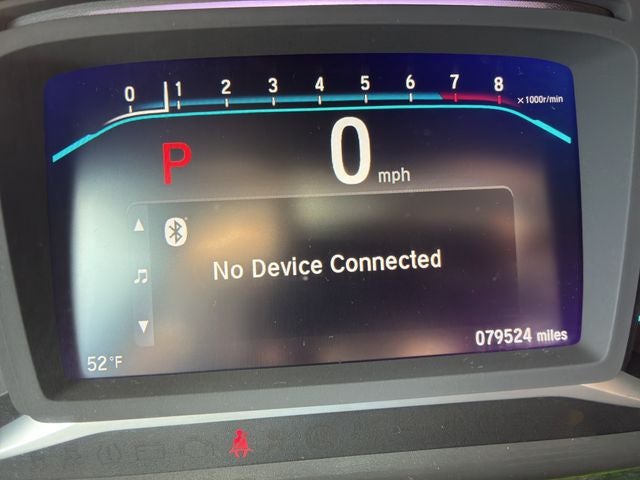 0 1 2 3 4 5 6 7 8 ×1000r/min
P 0 mph
No Device Connected
52°F 079524 miles